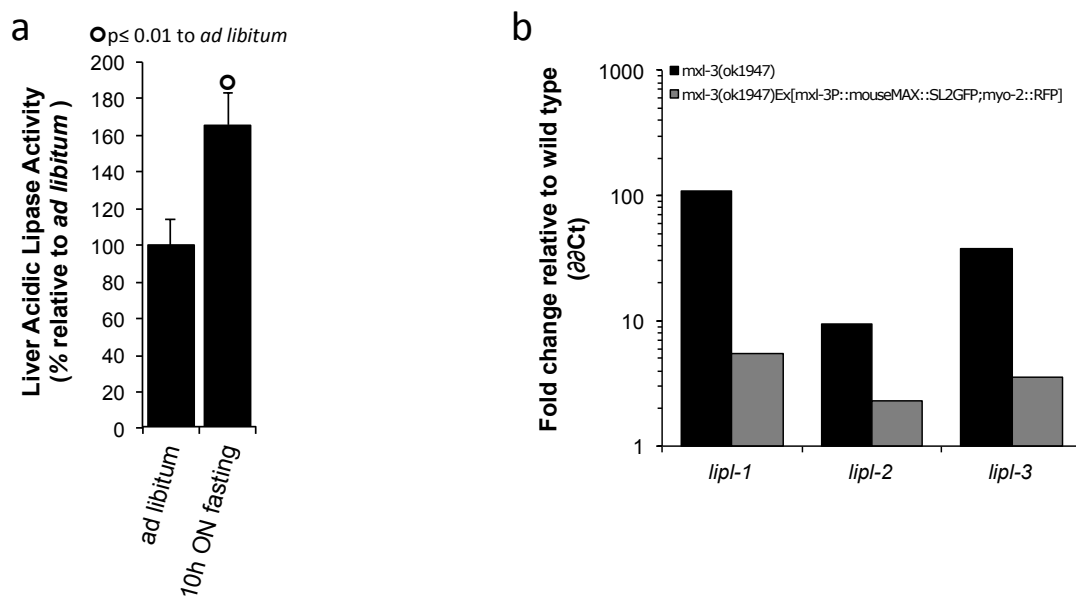 a
p≤ 0.01 to ad libitum
Liver Acidic Lipase Activity
(% relative to ad libitum )
200
180
160
140
120
100
80
60
40
20
0
ad libitum
10h ON fasting
b
mxl-3(ok1947)
mxl-3(ok1947)Ex[mxl-3P::mouseMAX::SL2GFP;myo-2::RFP]
Fold change relative to wild type
(∂∂Ct)
1000
100
10
1
lipl-1
lipl-2
lipl-3